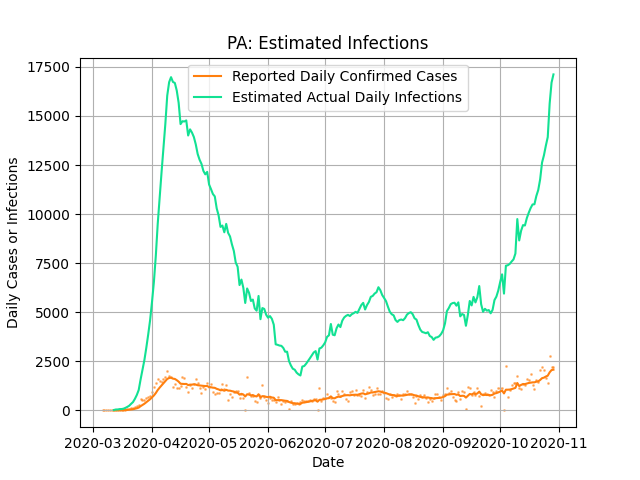 PA: Estimated Infections
Reported Daily Confirmed Cases
Estimated Actual Daily Infections
Daily Cases or Infections
17500
15000
12500
10000
7500
5000
2500
0
2020-03 2020-04 2020-05 2020-06 2020-07 2020-08 2020-09 2020-10 2020-11
Date